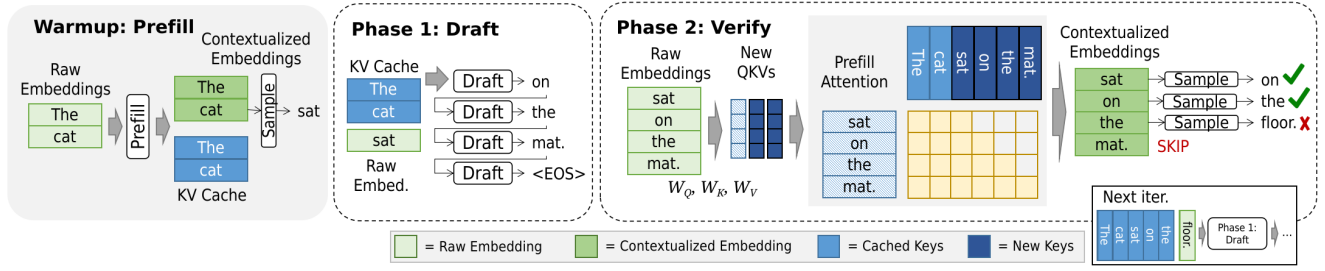 Warmup: Prefill
Raw
Embeddings
The
cat
Prefill
Contextualized
Embeddings
The
cat
The
cat
KV Cache
Sample
sat
Phase 1: Draft
KV Cache
The
cat
sat
Raw
Embed.
Draft
on
Draft
the
Draft
mat.
Draft
<EOS>
Phase 2: Verify
Raw
Embeddings
sat
on
the
mat.
New
QKVs
W_Q, W_K, W_V
Prefill
Attention
The
cat
sat
on
the
mat.
sat
on
the
mat.
Contextualized
Embeddings
sat
on
the
mat.
Sample
on
Sample
the
Sample
floor.
SKIP
Next iter.
The
cat
sat
on
the
floor.
Phase 1:
Draft
...
= Raw Embedding
= Contextualized Embedding
= Cached Keys
= New Keys